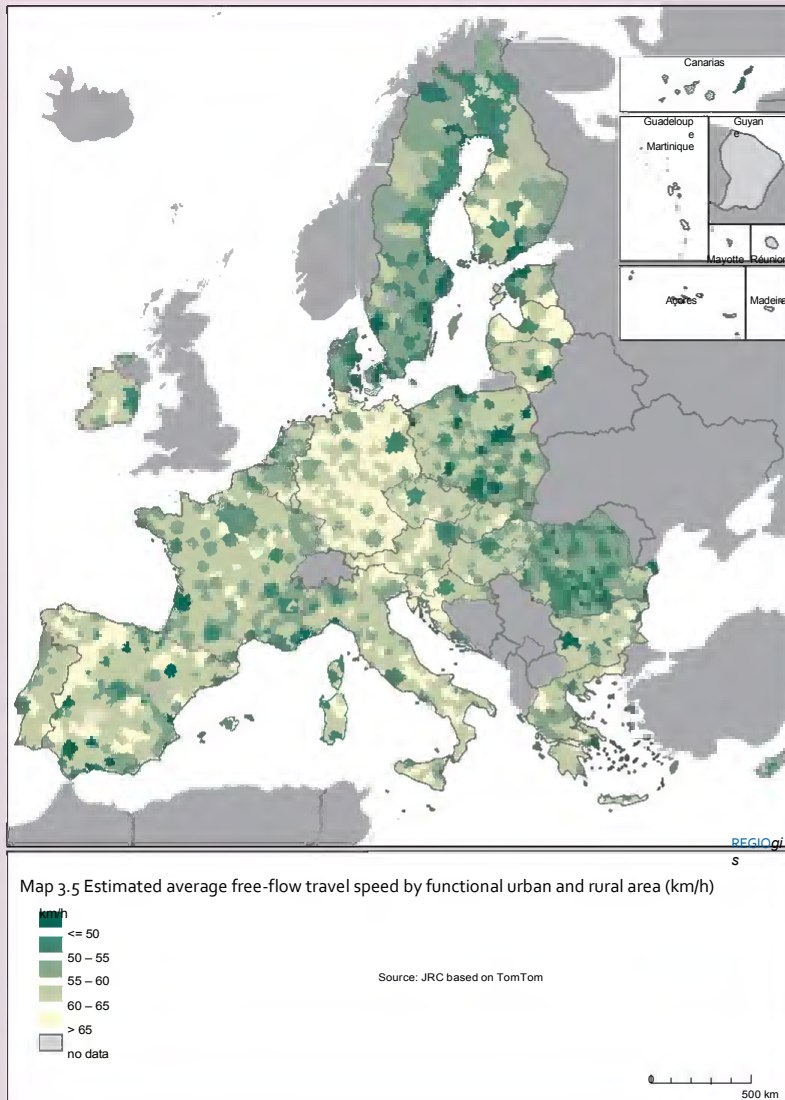 Canarias
Guadeloup
e
Martinique
Guyan
e
Mayotte
Réunion
Açores
Madeire
REGIOgi
s
Map 3.5 Estimated average free-flow travel speed by functional urban and rural area (km/h)
km/h
<= 50
50 – 55
55 – 60
60 – 65
> 65
no data
Source: JRC based on TomTom
0
500 km